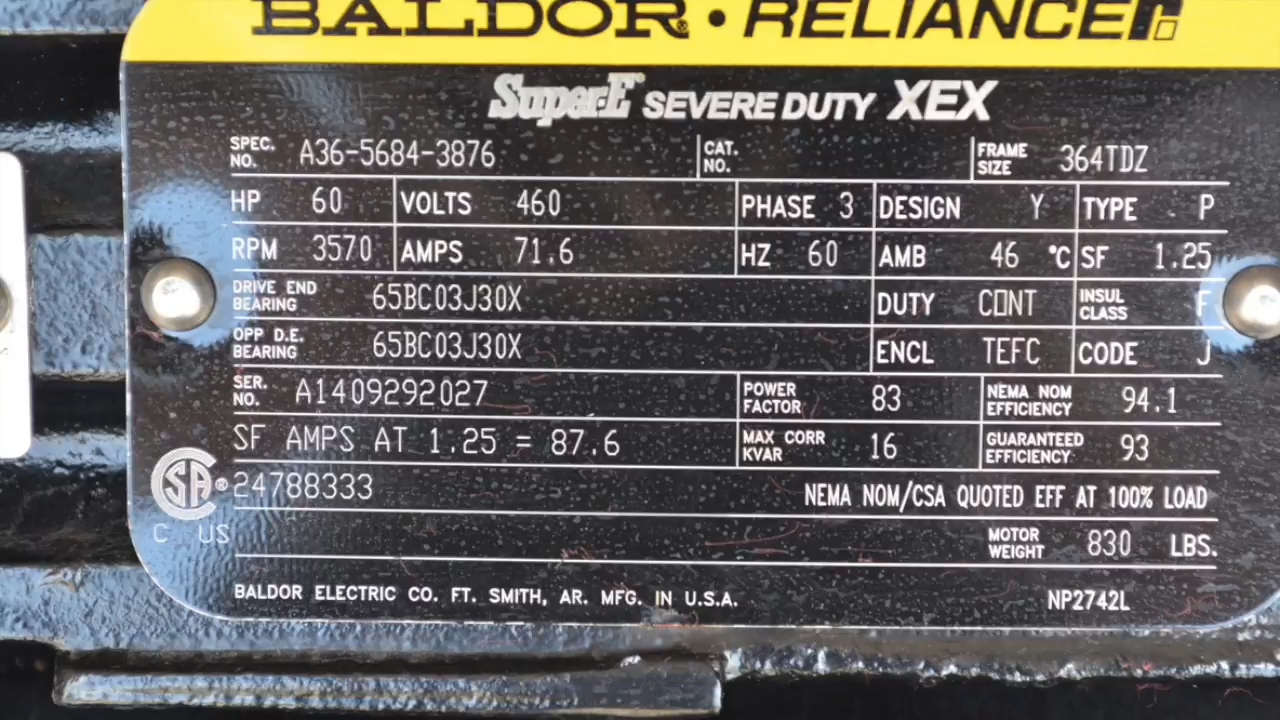 BALDOR® • RELIANCE
Super-E® SEVERE DUTY XEX
SPEC. NO. A36-5684-3876 CAT. NO. FRAME SIZE 364TDZ
HP 60 VOLTS 460 PHASE 3 DESIGN Y TYPE P
RPM 3570 AMPS 71.6 HZ 60 AMB 46 °C SF 1.25
DRIVE END BEARING 65BC03J30X DUTY CONT INSUL CLASS F
OPP D.E. BEARING 65BC03J30X ENCL TEFC CODE J
SER. NO. A1409292027 POWER FACTOR 83 NEMA NOM EFFICIENCY 94.1
SF AMPS AT 1.25 = 87.6 MAX CORR KVAR 16 GUARANTEED EFFICIENCY 93
SA® 24788333 NEMA NOM/CSA QUOTED EFF AT 100% LOAD
C US
MOTOR WEIGHT 830 LBS.
BALDOR ELECTRIC CO. FT. SMITH, AR. MFG. IN U.S.A. NP2742L